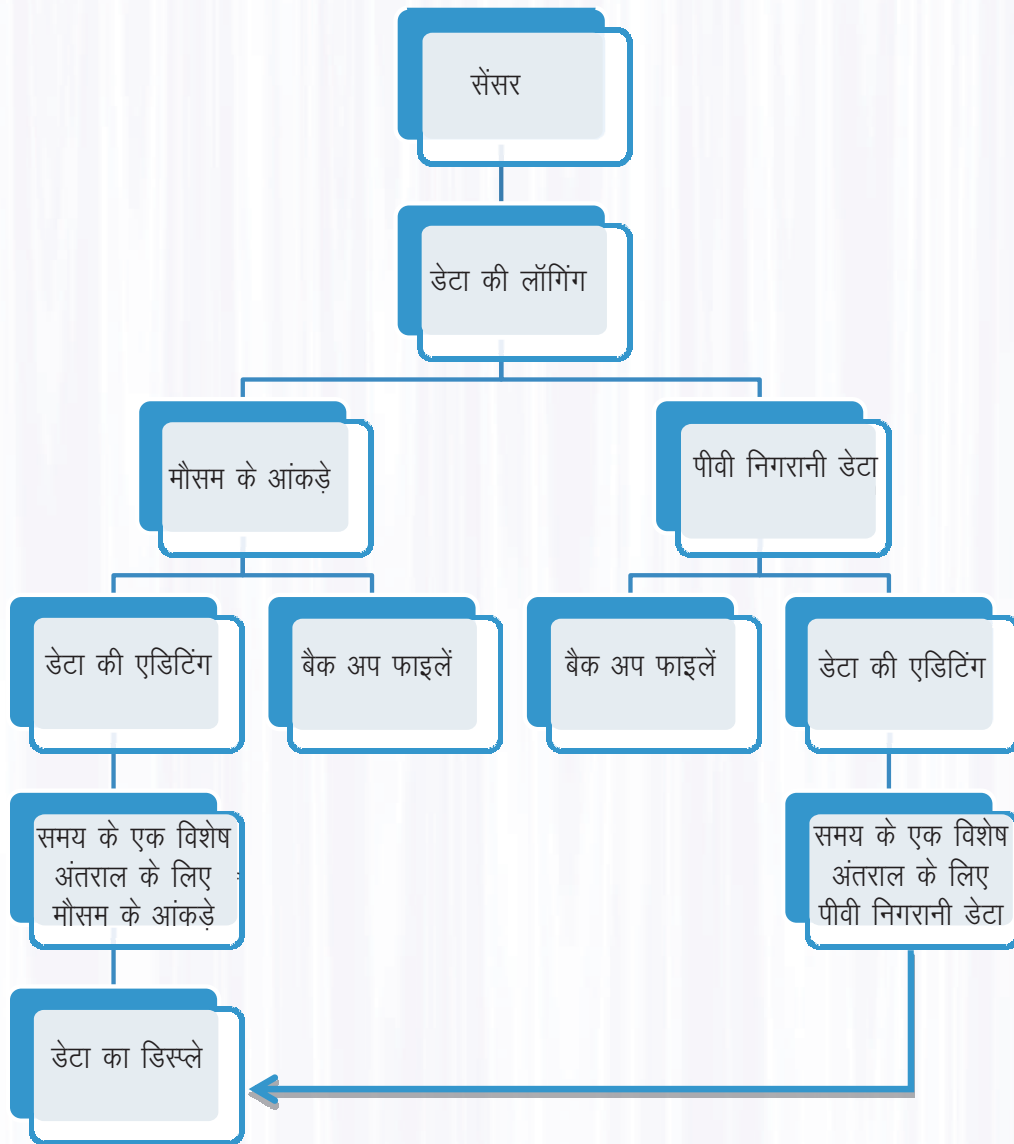 सेंसर
डेटा की लॉगिंग
मौसम के आंकड़े
पीवी निगरानी डेटा
डेटा की एडिटिंग
बैक अप फाइलें
बैक अप फाइलें
डेटा की एडिटिंग
समय के एक विशेष
अंतराल के लिए
मौसम के आंकड़े
समय के एक विशेष
अंतराल के लिए
पीवी निगरानी डेटा
डेटा का डिस्प्ले